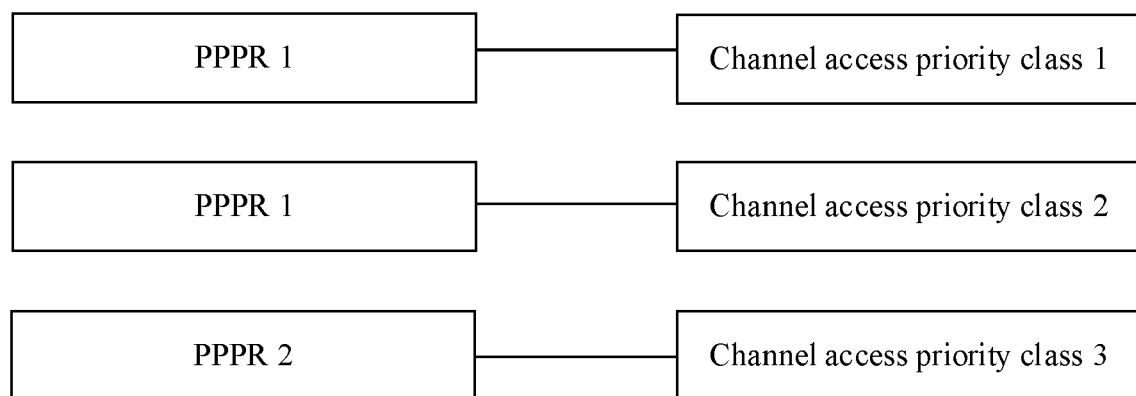 PPPR 1
Channel access priority class 1
PPPR 1
Channel access priority class 2
PPPR 2
Channel access priority class 3